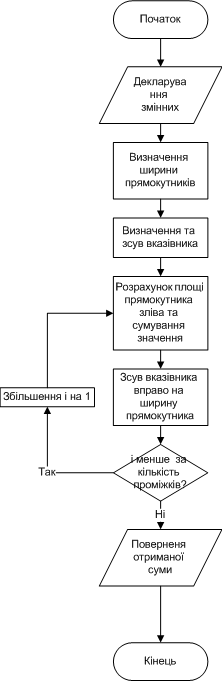 Початок
Декларува
ння
змінних
Визначення
ширини
прямокутників
Визначення та
зсув вказівника
Розрахунок площі
прямокутника
зліва та
сумування
значення
Збільшення і на 1
Зсув вказівника
вправо на
ширину
прямокутника
і менше за
кількість
проміжків?
Так
Ні
Поверненя
отриманої
суми
Кінець